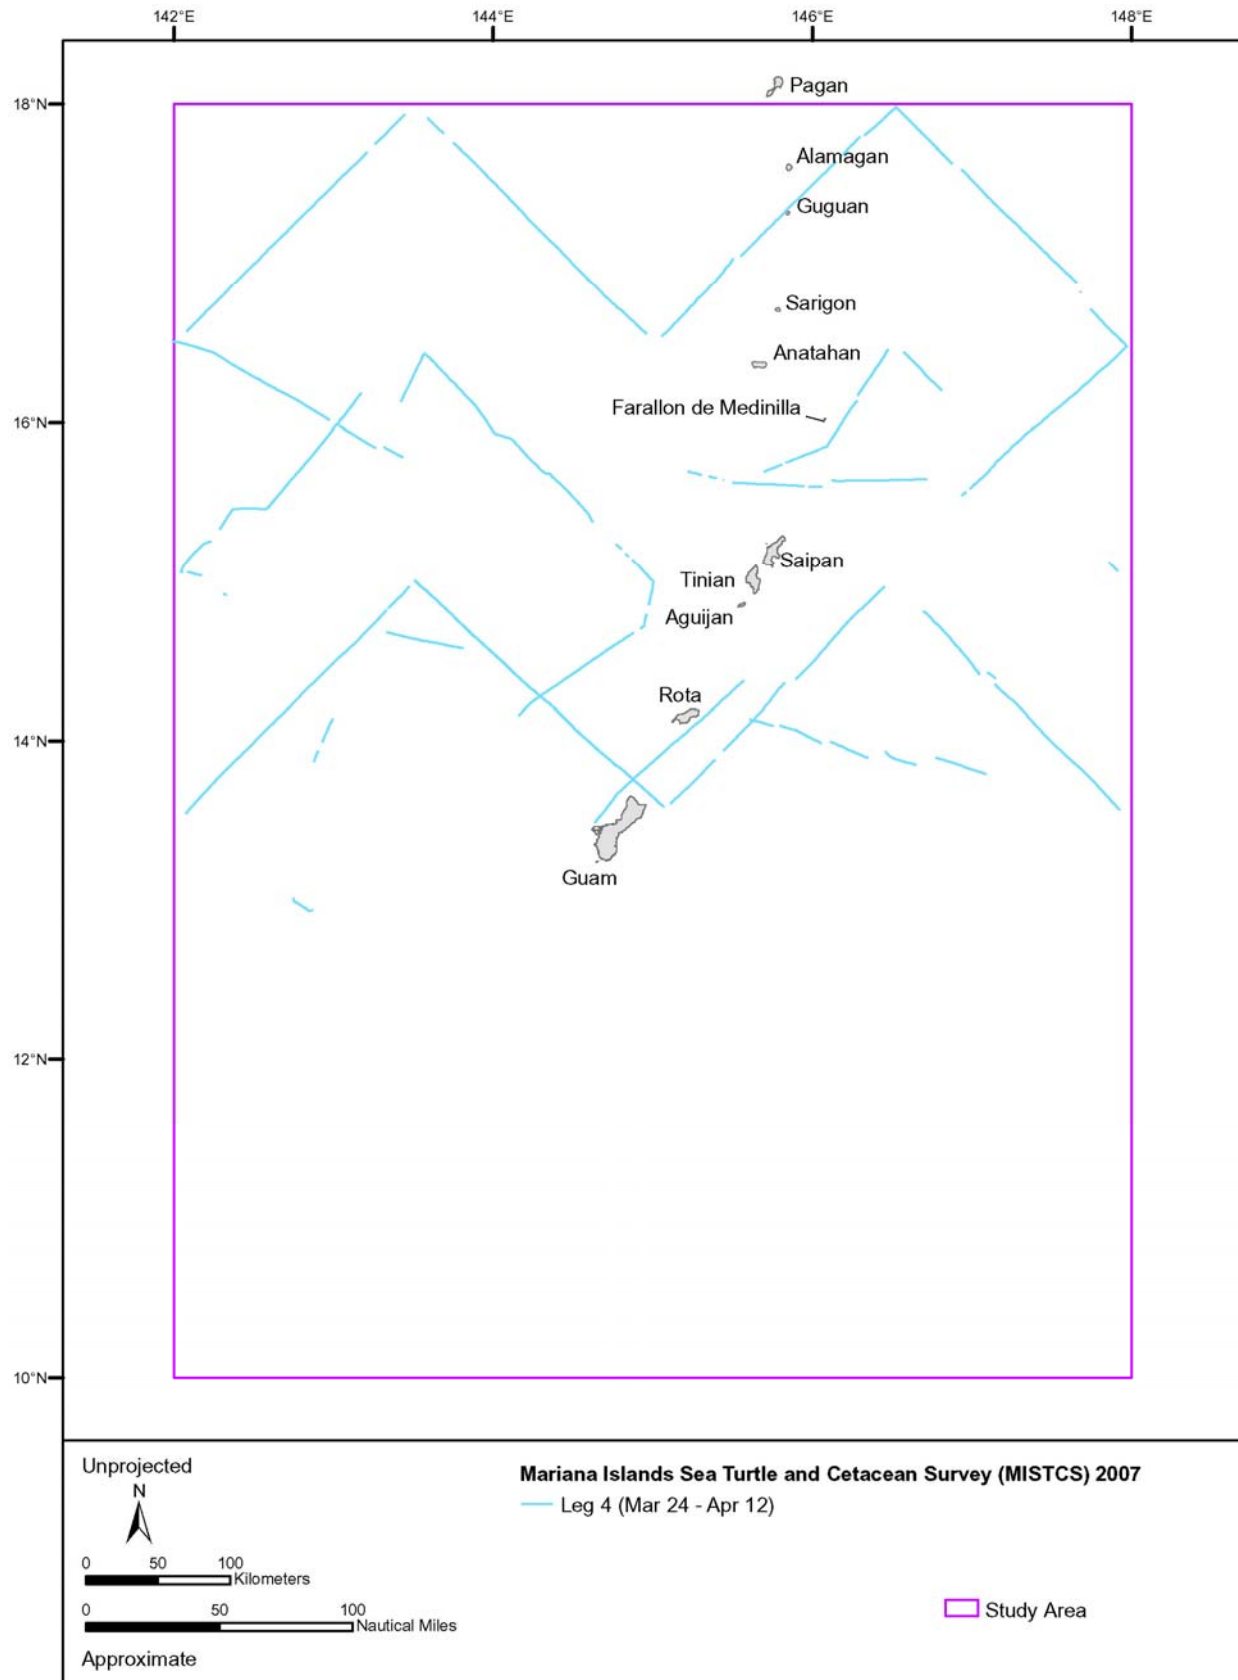 142°E 144°E 146°E 148°E
Pagan
18°N
Alamagan
Guguan
Sarigon
Anatahan
Farallon de Medinilla
16°N
Saipan
Tinian
Aguijan
Rota
14°N
Guam
12°N
10°N
Unprojected
N
0 50 100
Kilometers
0 50 100
Nautical Miles
Approximate
Mariana Islands Sea Turtle and Cetacean Survey (MISTCS) 2007
Leg 4 (Mar 24 - Apr 12)
Study Area